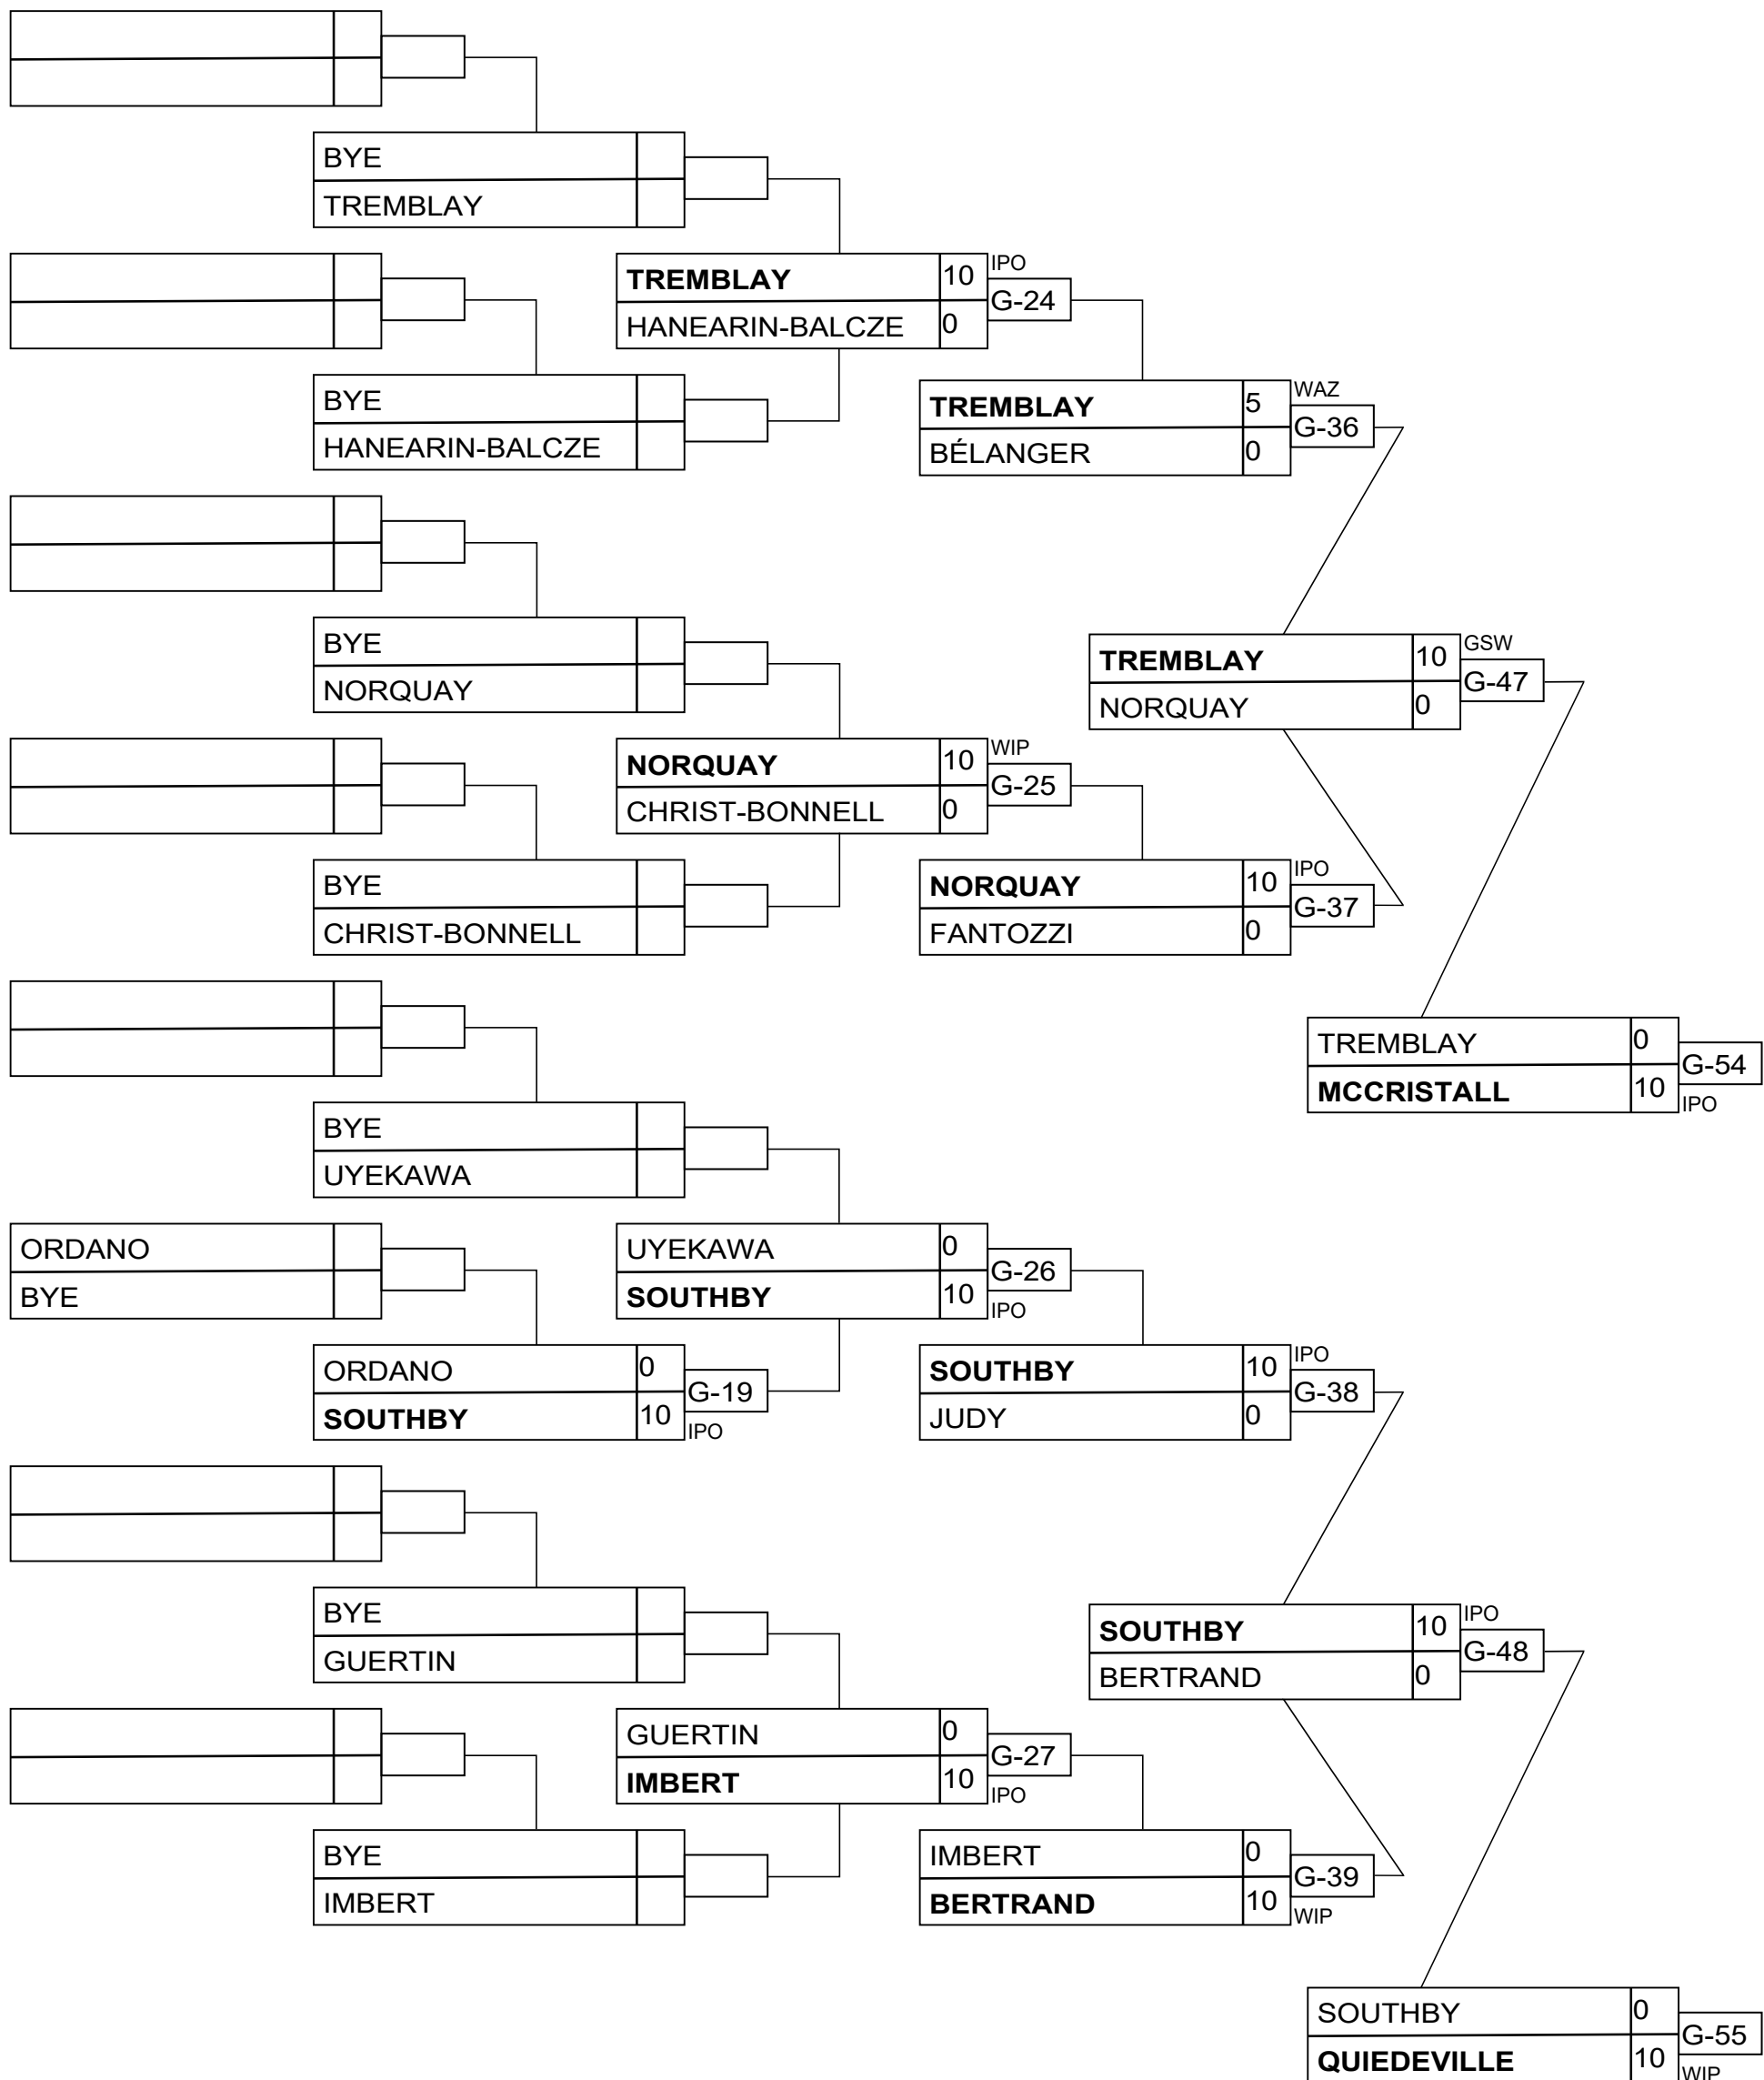 BYE
TREMBLAY
TREMBLAY 10 IPO
G-24
HANEARIN-BALCZE 0
BYE
HANEARIN-BALCZE
TREMBLAY 5 WAZ
G-36
BÉLANGER 0
BYE
NORQUAY
TREMBLAY 10 GSW
G-47
NORQUAY 0
NORQUAY 10 WIP
G-25
CHRIST-BONNELL 0
BYE
CHRIST-BONNELL
NORQUAY 10 IPO
G-37
FANTOZZI 0
TREMBLAY 0
G-54
MCCRISTALL 10 IPO
BYE
UYEKAWA
ORDANO
BYE
UYEKAWA 0
G-26
SOUTHBY 10 IPO
ORDANO 0
G-19
SOUTHBY 10 IPO
SOUTHBY 10 IPO
G-38
JUDY 0
BYE
GUERTIN
SOUTHBY 10 IPO
G-48
BERTRAND 0
GUERTIN 0
G-27
IMBERT 10 IPO
BYE
IMBERT
IMBERT 0
G-39
BERTRAND 10 WIP
SOUTHBY 0
G-55
QUIEDEVILLE 10 WIP